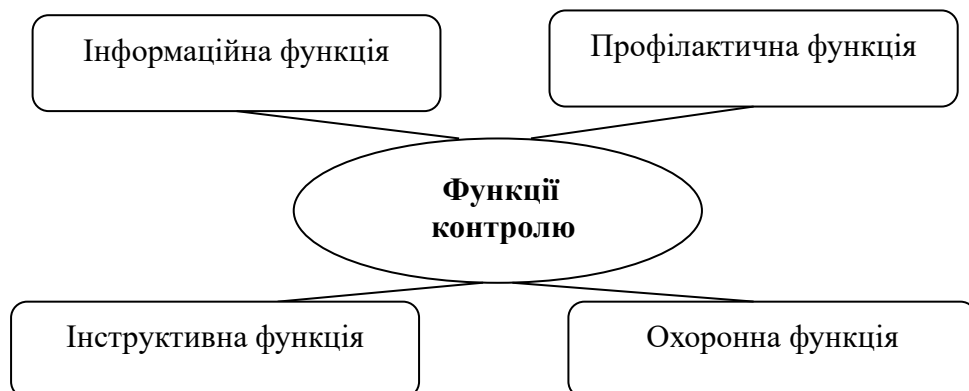 Інформаційна функція
Профілактична функція
Функції
контролю
Інструктивна функція
Охоронна функція